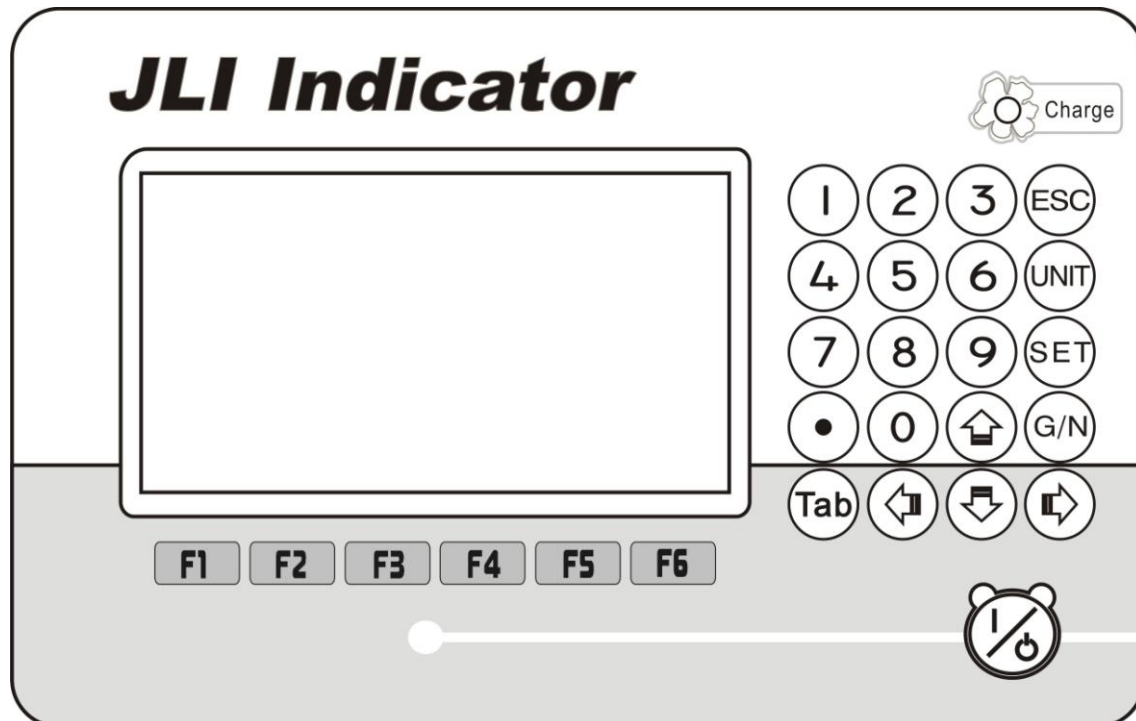 JLI Indicator
Charge
1 2 3 ESC
4 5 6 UNIT
7 8 9 SET
• 0 G/N
Tab
F1 F2 F3 F4 F5 F6